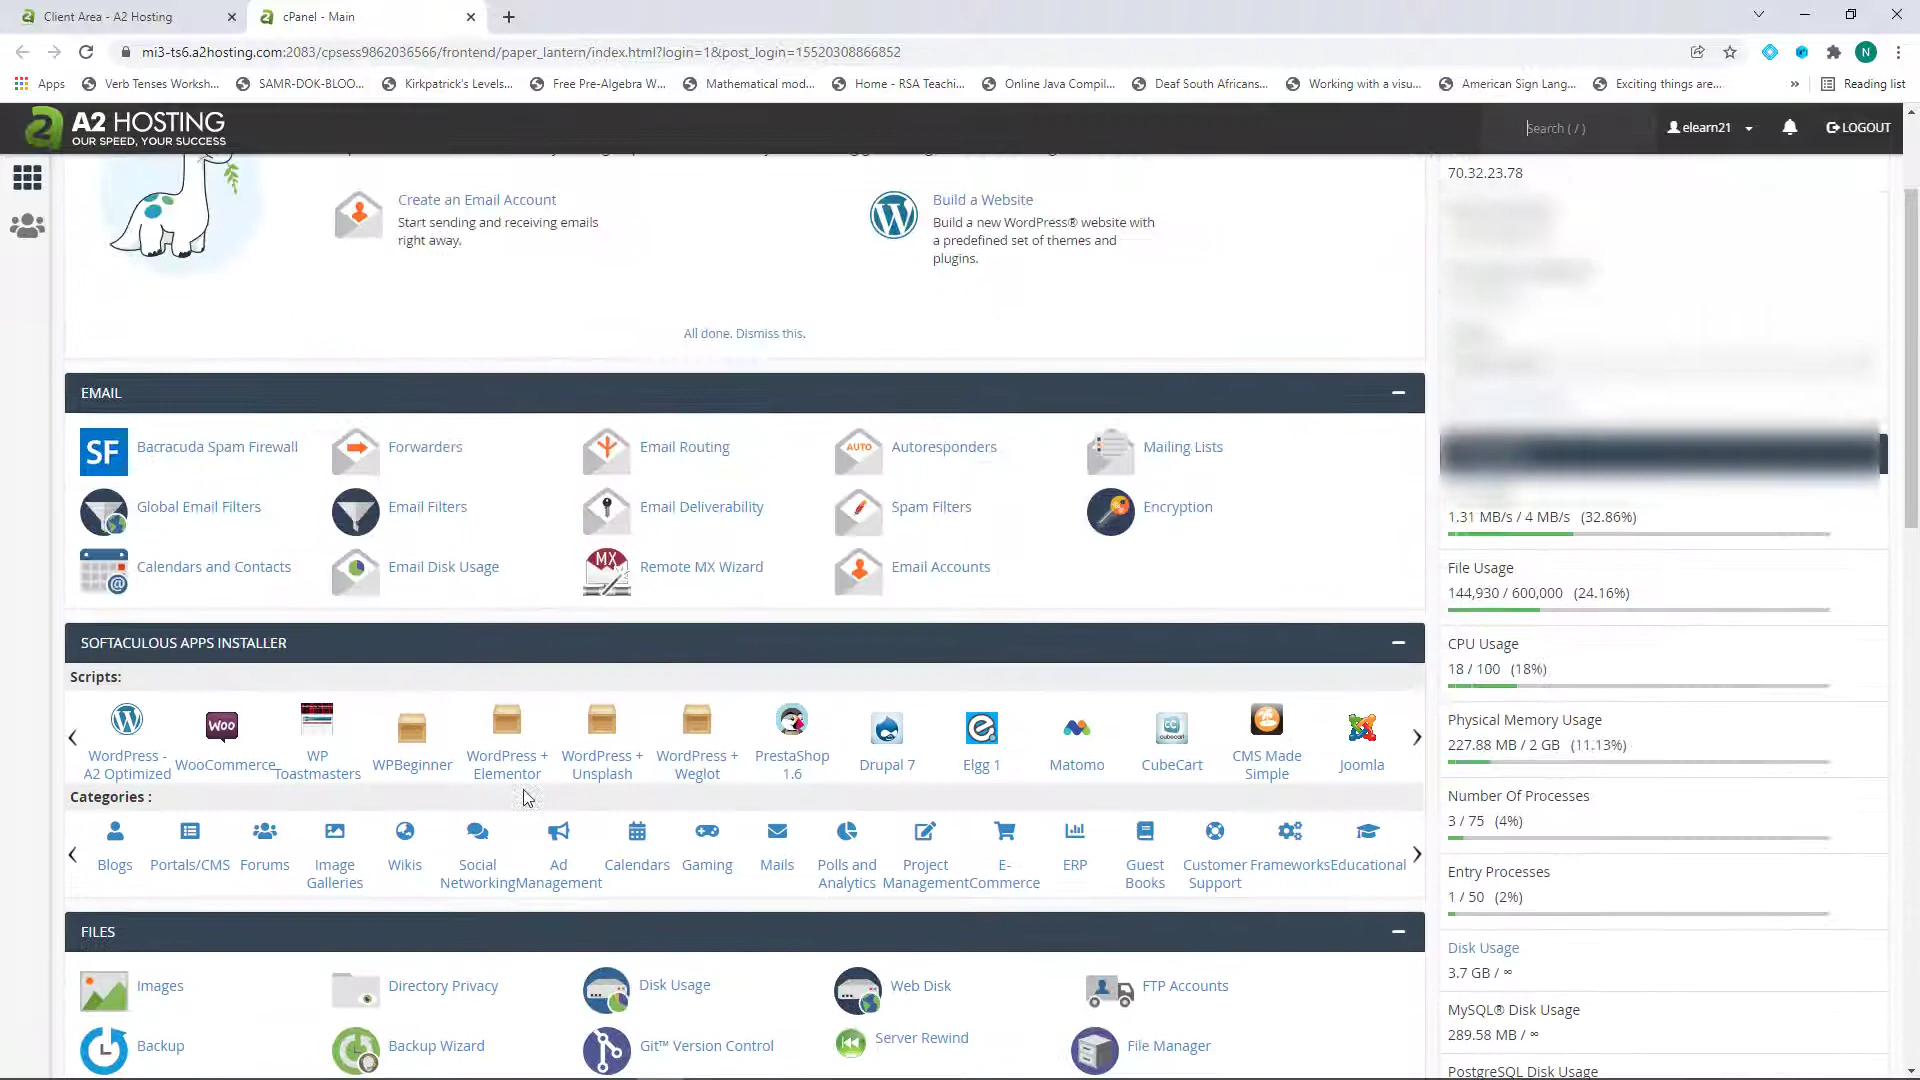 Client Area - A2 Hosting
cPanel - Main
mi3-ts6.a2hosting.com:2083/cpsess9862036566/frontend/paper_lantern/index.html?login=1&post_login=15520308866852
N
Apps
Verb Tenses Worksh...
SAMR-DOK-BLOO...
Kirkpatrick's Levels...
Free Pre-Algebra W...
Mathematical mod...
Home - RSA Teachi...
Online Java Compil...
Deaf South Africans...
Working with a visu...
American Sign Lang...
Exciting things are...
Reading list
A2 HOSTING
OUR SPEED, YOUR SUCCESS
Search ( / )
elearn21
LOGOUT
70.32.23.78
Create an Email Account
Start sending and receiving emails
right away.
Build a Website
Build a new WordPress® website with
a predefined set of themes and
plugins.
All done. Dismiss this.
EMAIL
SF
Barracuda Spam Firewall
Forwarders
Email Routing
AUTO
Autoresponders
Mailing Lists
Global Email Filters
Email Filters
Email Deliverability
Spam Filters
Encryption
Calendars and Contacts
Email Disk Usage
MX
Remote MX Wizard
Email Accounts
SOFTACULOUS APPS INSTALLER
Scripts:
Woo
WordPress -
A2 Optimized
WooCommerce
WP
Toastmasters
WPBeginner
WordPress +
Elementor
WordPress +
Unsplash
WordPress +
Weglot
PrestaShop
1.6
Drupal 7
Elgg 1
Matomo
CubeCart
CMS Made
Simple
Joomla
Categories :
Blogs
Portals/CMS
Forums
Image
Galleries
Wikis
Social
Networking
Ad
Management
Calendars
Gaming
Mails
Polls and
Analytics
Project
Management
E-
Commerce
ERP
Guest
Books
Customer
Support
Frameworks
Educational
FILES
Images
Directory Privacy
Disk Usage
Web Disk
FTP Accounts
Backup
Backup Wizard
Git™ Version Control
Server Rewind
File Manager
1.31 MB/s / 4 MB/s (32.86%)
File Usage
144,930 / 600,000 (24.16%)
CPU Usage
18 / 100 (18%)
Physical Memory Usage
227.88 MB / 2 GB (11.13%)
Number Of Processes
3 / 75 (4%)
Entry Processes
1 / 50 (2%)
Disk Usage
3.7 GB / ∞
MySQL® Disk Usage
289.58 MB / ∞
PostgreSQL Disk Usage